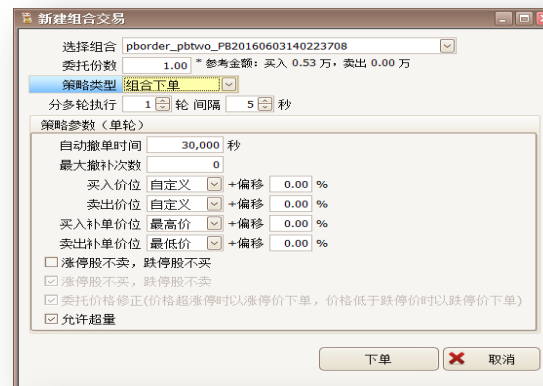 新建组合交易
选择组合 pborder_pbtwo_PB20160603140223708
委托份数 1.00 * 参考金额：买入 0.53 万，卖出 0.00 万
策略类型 组合下单
分多轮执行 1 轮 间隔 5 秒
策略参数（单轮）
自动撤单时间 30,000 秒
最大撤补次数 0
买入价位 自定义 +偏移 0.00 %
卖出价位 自定义 +偏移 0.00 %
买入补单价位 最高价 +偏移 0.00 %
卖出补单价位 最低价 +偏移 0.00 %
涨停股不卖，跌停股不买
涨停股不买，跌停股不卖
委托价格修正(价格超涨停时以涨停价下单，价格低于跌停价时以跌停价下单)
允许超量
下单 取消